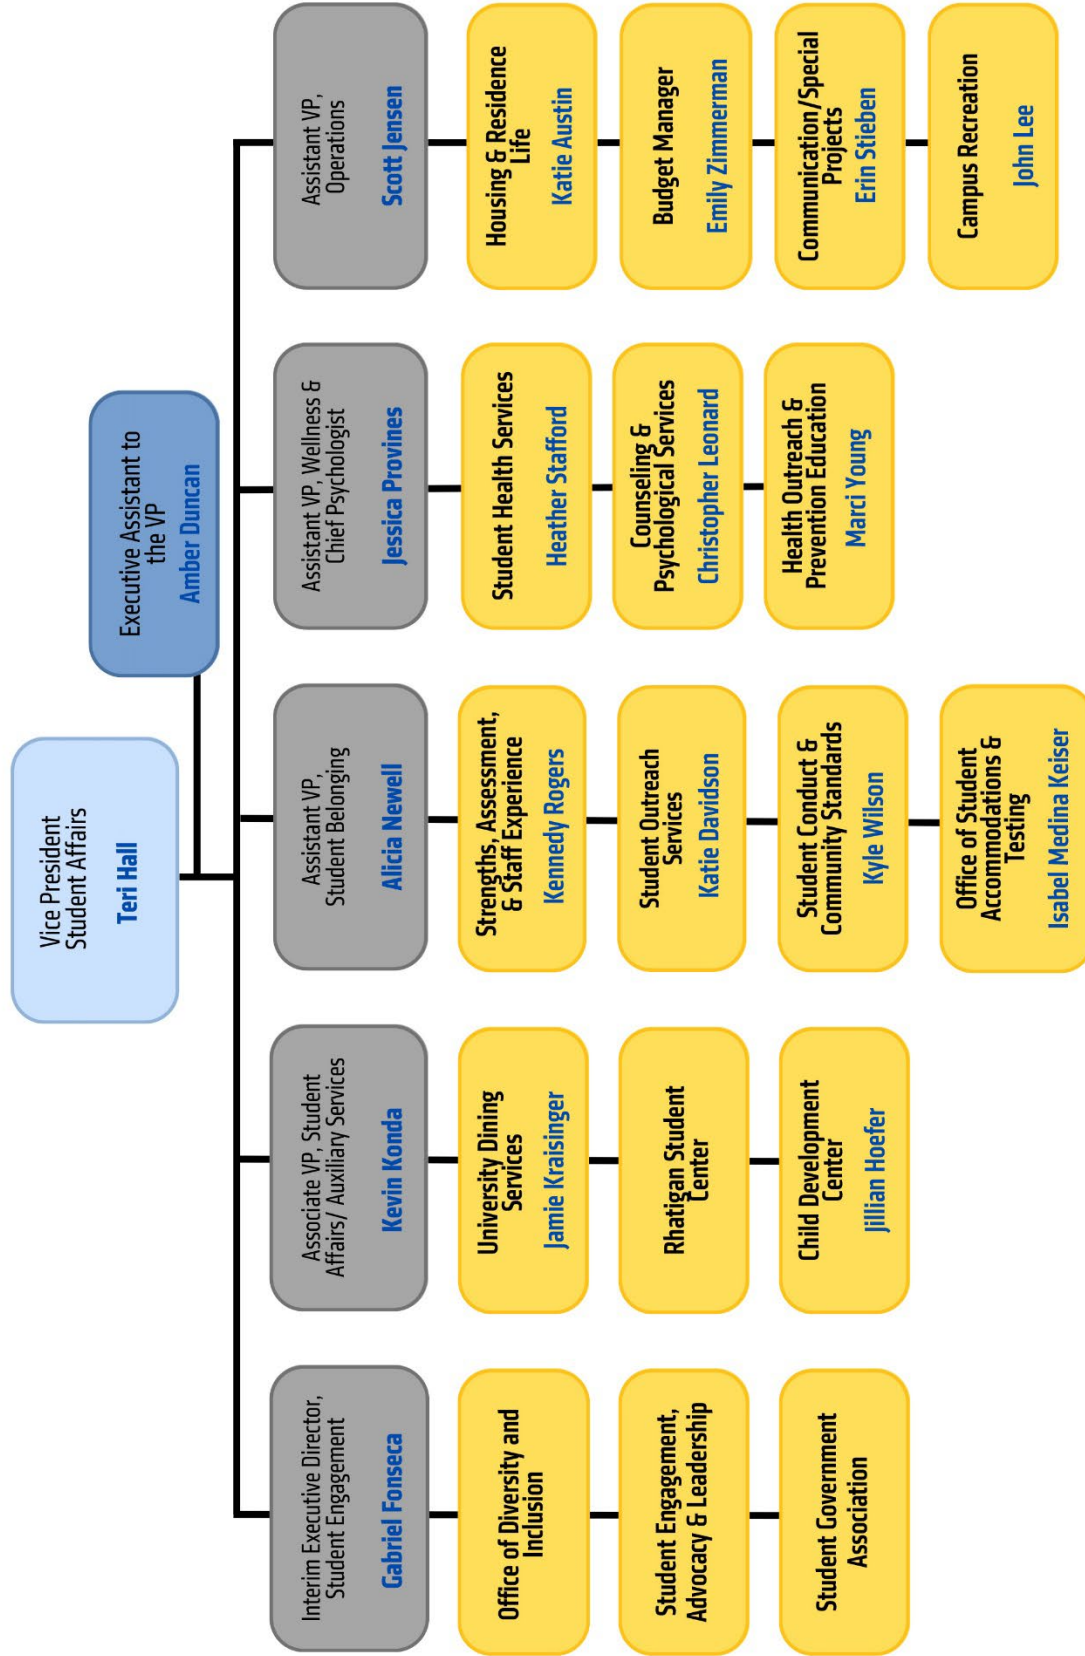 Vice President
Student Affairs
Teri Hall
Executive Assistant to
the VP
Amber Duncan
Interim Executive Director,
Student Engagement
Gabriel Fonseca
Office of Diversity and
Inclusion
Student Engagement,
Advocacy & Leadership
Student Government
Association
Associate VP, Student
Affairs/ Auxiliary Services
Kevin Konda
University Dining
Services
Jamie Kraisinger
Rhatigan Student
Center
Child Development
Center
Jillian Hoefer
Assistant VP,
Student Belonging
Alicia Newell
Strengths, Assessment,
& Staff Experience
Kennedy Rogers
Student Outreach
Services
Katie Davidson
Student Conduct &
Community Standards
Kyle Wilson
Office of Student
Accommodations &
Testing
Isabel Medina Keiser
Assistant VP, Wellness &
Chief Psychologist
Jessica Provines
Student Health Services
Heather Stafford
Counseling &
Psychological Services
Christopher Leonard
Health Outreach &
Prevention Education
Marci Young
Assistant VP,
Operations
Scott Jensen
Housing & Residence
Life
Katie Austin
Budget Manager
Emily Zimmerman
Communication/Special
Projects
Erin Stieben
Campus Recreation
John Lee